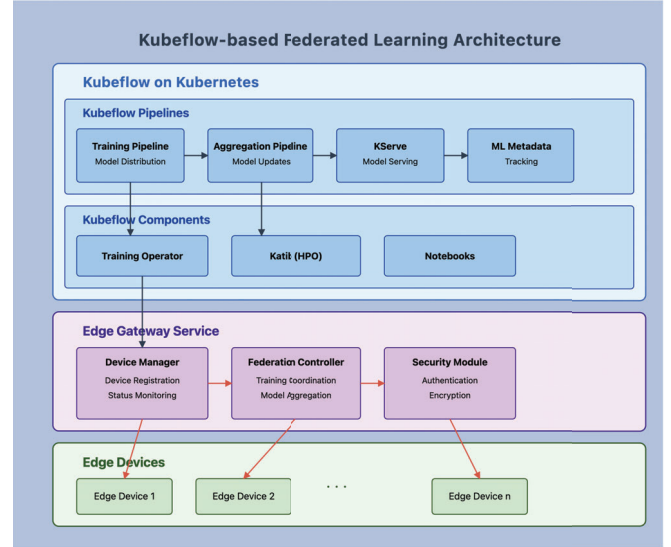 Kubeflow-based Federated Learning Architecture
Kubeflow on Kubernetes
Kubeflow Pipelines
Training Pipeline
Model Distribution
Aggregation Pipeline
Model Updates
KServe
Model Serving
ML Metadata
Tracking
Kubeflow Components
Training Operator
Katib (HPO)
Notebooks
Edge Gateway Service
Device Manager
Device Registration
Status Monitoring
Federation Controller
Training Coordination
Model Aggregation
Security Module
Authentication
Encryption
Edge Devices
Edge Device 1
Edge Device 2
...
Edge Device n